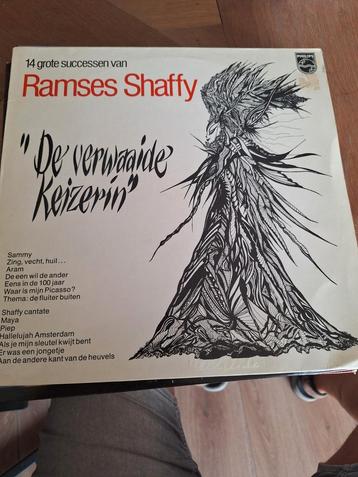 14 grote successen van
PHILIPS
Ramses Shaffy
"De verwaaide
Keizerin"
Sammy
Zing, vecht, huil...
Aram
De een wil de ander
Eens in de 100 jaar
Waar is mijn Picasso?
Thema: de fluiter buiten
Shaffy cantate
Maya
Piep
Hallelujah Amsterdam
Als je mijn sleutel kwijt bent
Er was een jongetje
Aan de andere kant van de heuvels